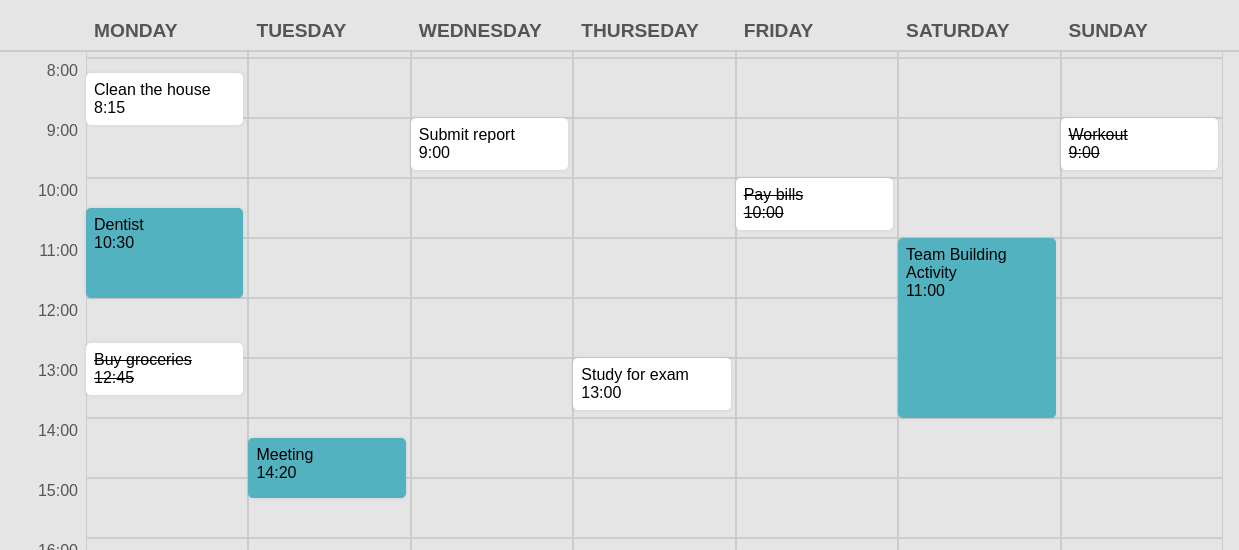 MONDAY TUESDAY WEDNESDAY THURSEDAY FRIDAY SATURDAY SUNDAY
8:00
Clean the house
8:15
9:00
Submit report
9:00
Workout
9:00
10:00
Pay bills
10:00
Dentist
10:30
11:00
Team Building
Activity
11:00
12:00
Buy groceries
12:45
13:00
Study for exam
13:00
14:00
Meeting
14:20
15:00
16:00